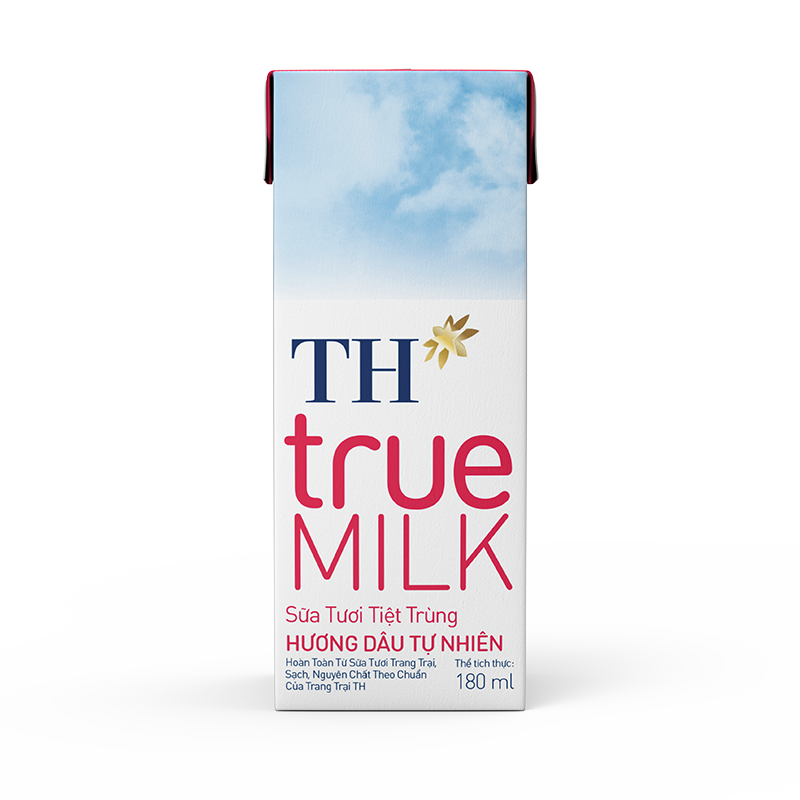 TH
true
MILK
Sữa Tươi Tiệt Trùng
HƯƠNG DÂU TỰ NHIÊN
Hoàn Toàn Từ Sữa Tươi Trang Trại,
Sạch, Nguyên Chất Theo Chuẩn
Của Trang Trại TH
Thể tích thực:
180 ml